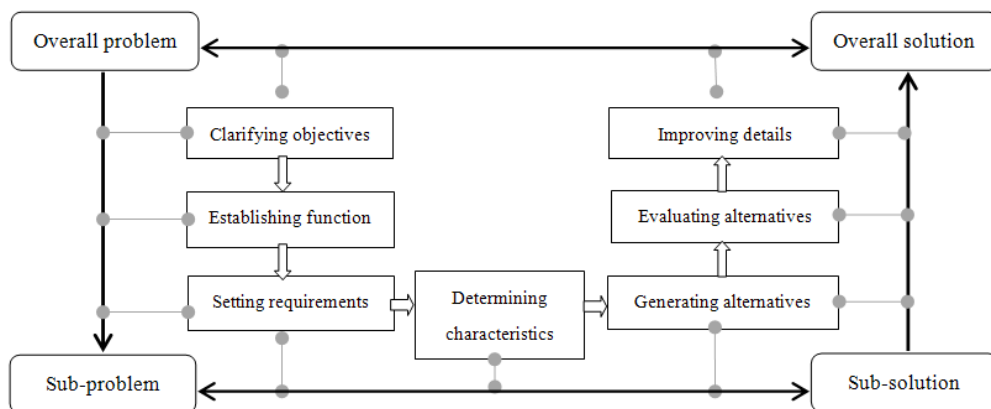 Overall problem
Overall solution
Clarifying objectives
Improving details
Establishing function
Evaluating alternatives
Setting requirements
Determining
characteristics
Generating alternatives
Sub-problem
Sub-solution